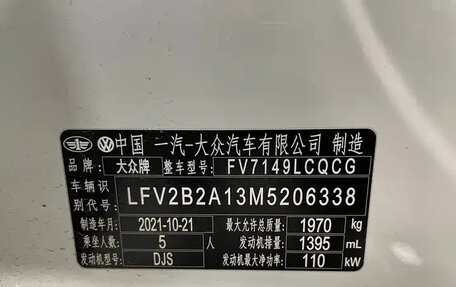 中国 一汽-大众汽车有限公司 制造
品牌: 大众牌 整车型号: FV7149LCQCG
车辆识别代号: LFV2B2A13M5206338
制造年月: 2021-10-21 最大允许总质量: 1970 kg
乘坐人数: 5 人 发动机排量: 1395 mL
发动机型号: DJS 发动机最大净功率: 110 kW